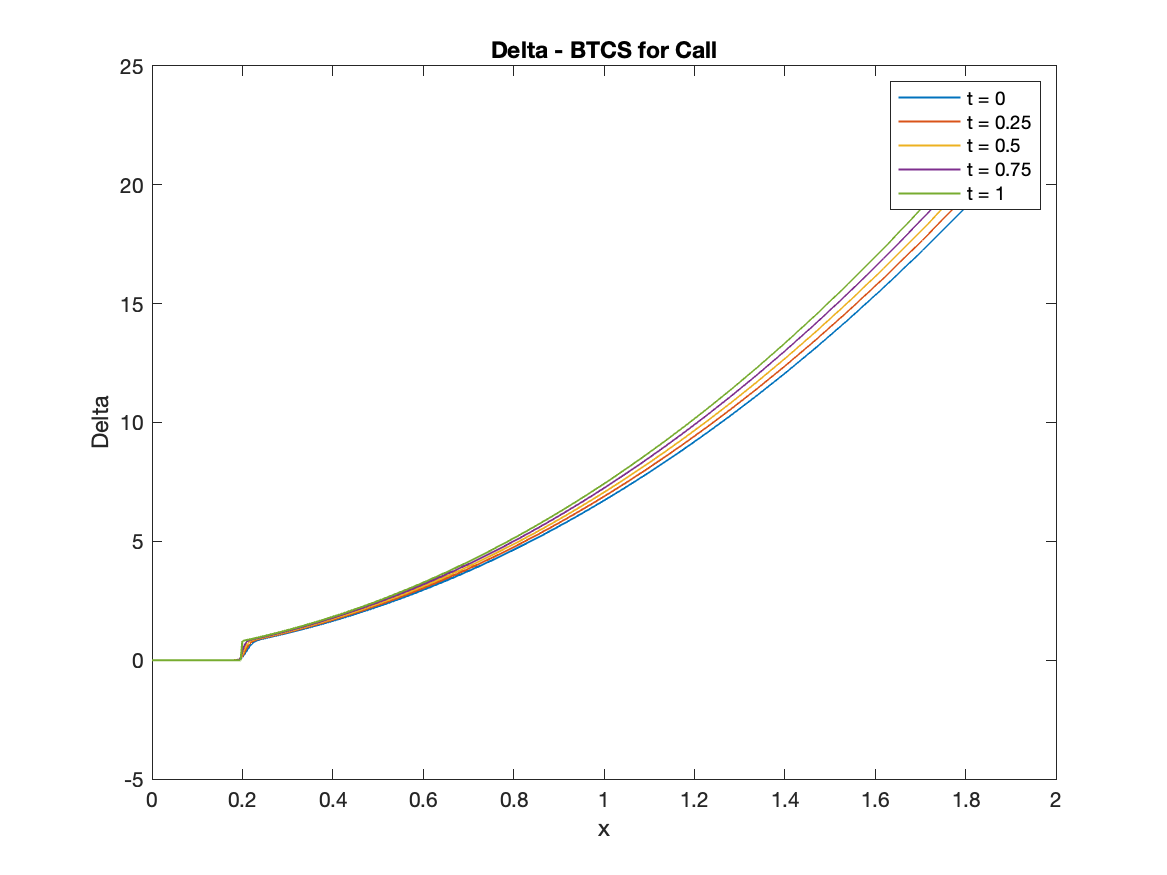 Delta - BTCS for Call
25
20
15
10
5
0
-5
Delta
t = 0
t = 0.25
t = 0.5
t = 0.75
t = 1
0 0.2 0.4 0.6 0.8 1 1.2 1.4 1.6 1.8 2
x